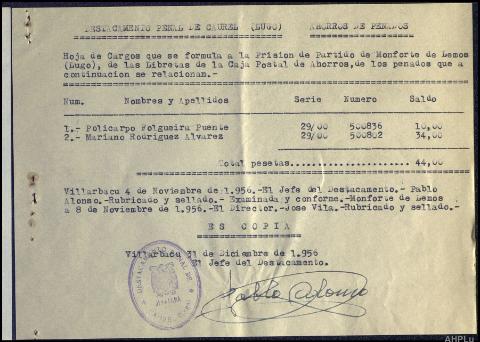 DESTACAMENTO PENAL DE CAUREL (LUGO) AHORROS DE PENADOS
Hoja de Cargos que se formula a la Prision de Partido de Monforte de Lemos
(Lugo), de las Libretas de la Caja Postal de Ahorros,de los penados que a
continuacion se relacionan.-
Num. Nombres y Apellidos Serie Numero Saldo
1.- Policarpo Folgueira Puente 29/00 500836 10,00
2.- Mariano Rodriguez Alvarez 29/00 500802 34,00
Total pesetas...................... 44,00
Villarbacu 4 de Noviembre de 1.956.-El Jefe del Destacamento.- Pablo
Alonso.-Rubricado y sellado.- Examinada y conforme.-Monforte de Lemos
a 8 de Noviembre de 1.956.-El Director.-Jose Vila.-Rubricado y sellado.-
ES COPIA
Villarbacu 31 de Diciembre de 1.956
El Jefe del Destacamento.
Pablo Alonso
AHPLu